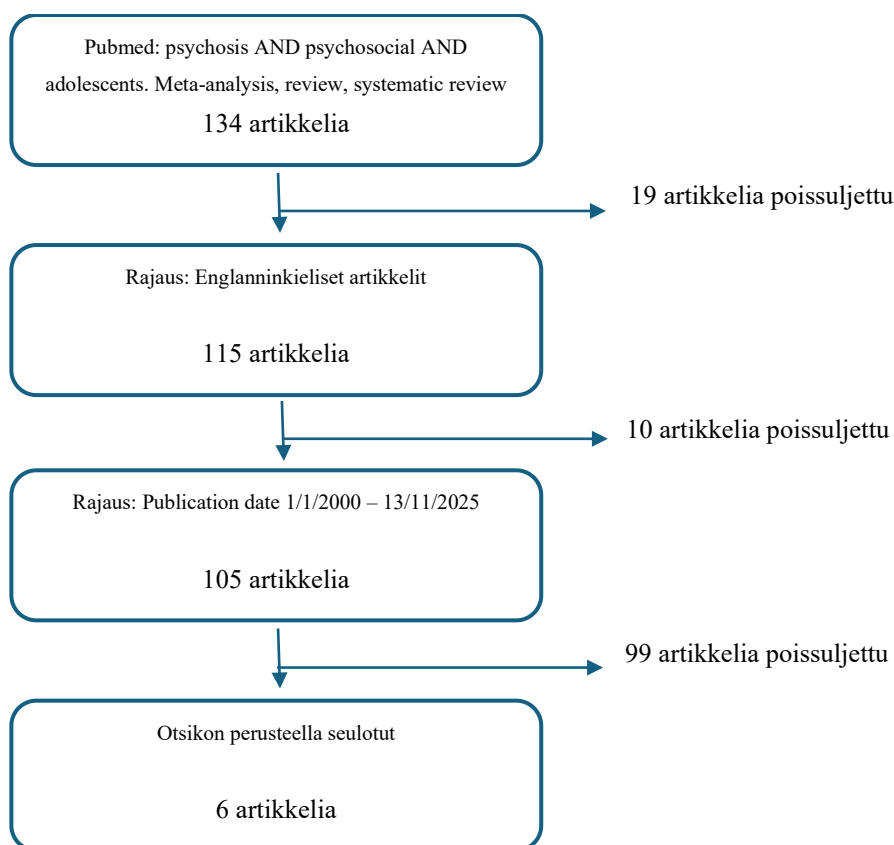 Pubmed: psychosis AND psychosocial AND
adolescents. Meta-analysis, review, systematic review
134 artikkelia
19 artikkelia poissuljettu
Rajaus: Englanninkieliset artikkelit
115 artikkelia
10 artikkelia poissuljettu
Rajaus: Publication date 1/1/2000 – 13/11/2025
105 artikkelia
99 artikkelia poissuljettu
Otsikon perusteella seulotut
6 artikkelia